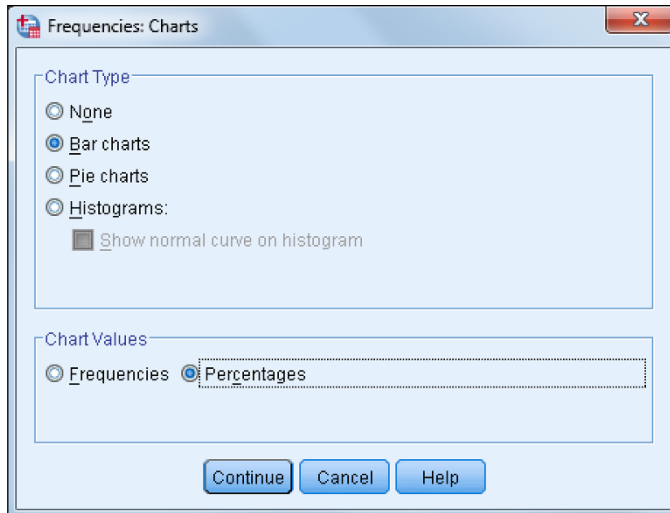 Frequencies: Charts
Chart Type
None
Bar charts
Pie charts
Histograms:
Show normal curve on histogram
Chart Values
Frequencies Percentages
Continue Cancel Help